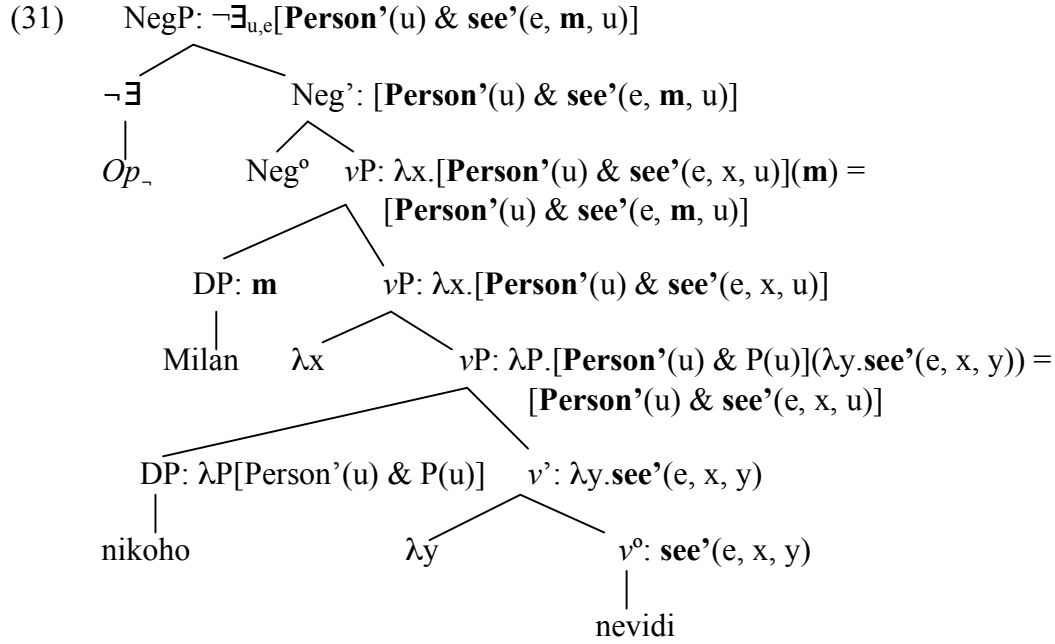 (31) NegP: ¬∃u,e[Person’(u) & see’(e, m, u)]
¬∃ Neg’: [Person’(u) & see’(e, m, u)]
Op¬ Negº vP: λx.[Person’(u) & see’(e, x, u)](m) =
[Person’(u) & see’(e, m, u)]
DP: m vP: λx.[Person’(u) & see’(e, x, u)]
Milan λx vP: λP.[Person’(u) & P(u)](λy.see’(e, x, y)) =
[Person’(u) & see’(e, x, u)]
DP: λP[Person’(u) & P(u)] v’: λy.see’(e, x, y)
nikoho λy vº: see’(e, x, y)
nevidi